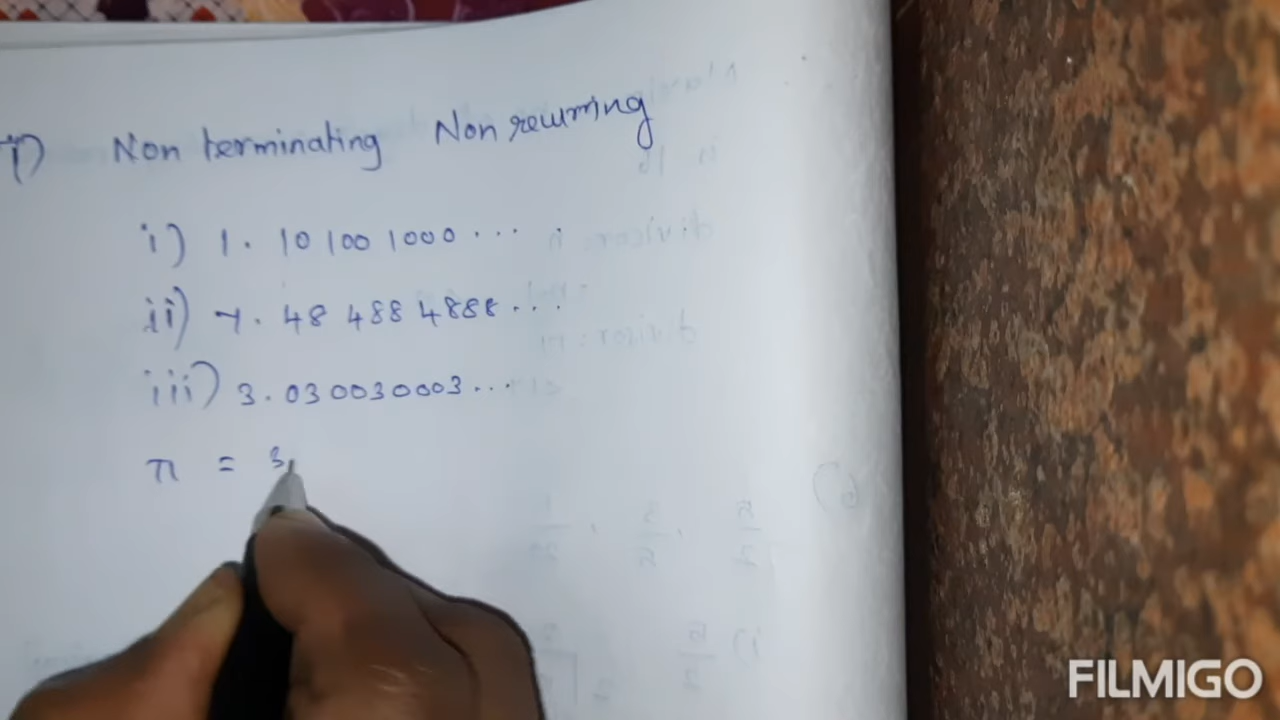 7) Non terminating Non recurring
i) 1. 10 100 1000 ...
ii) 7. 48 488 4888 ...
iii) 3. 03 003 0003 ...
π = 3.
FILMIGO